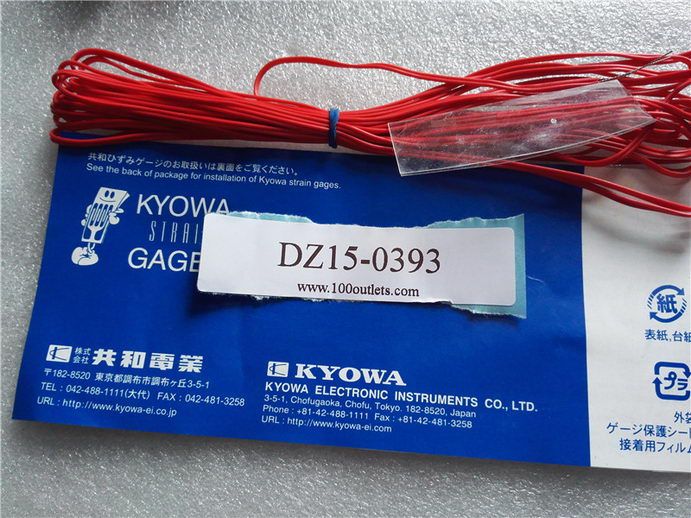 共和ひずみゲージのお取扱いは裏面をご覧ください。
See the back of package for installation of Kyowa strain gages.
KYOWA
STRAI
GAGE
DZ15-0393
www.100outlets.com
株式会社 共和電業
〒182-8520 東京都調布市調布ヶ丘3-5-1
TEL : 042-488-1111(大代) FAX : 042-481-3258
URL : http://www.kyowa-ei.co.jp
KYOWA
KYOWA ELECTRONIC INSTRUMENTS CO., LTD.
3-5-1, Chofugaoka, Chofu, Tokyo. 182-8520, Japan
Phone : +81-42-488-1111 Fax : +81-42-481-3258
URL : http://www.kyowa-ei.com
紙
表紙,台紙
プラ
外袋
ゲージ保護シー
接着用フィルム